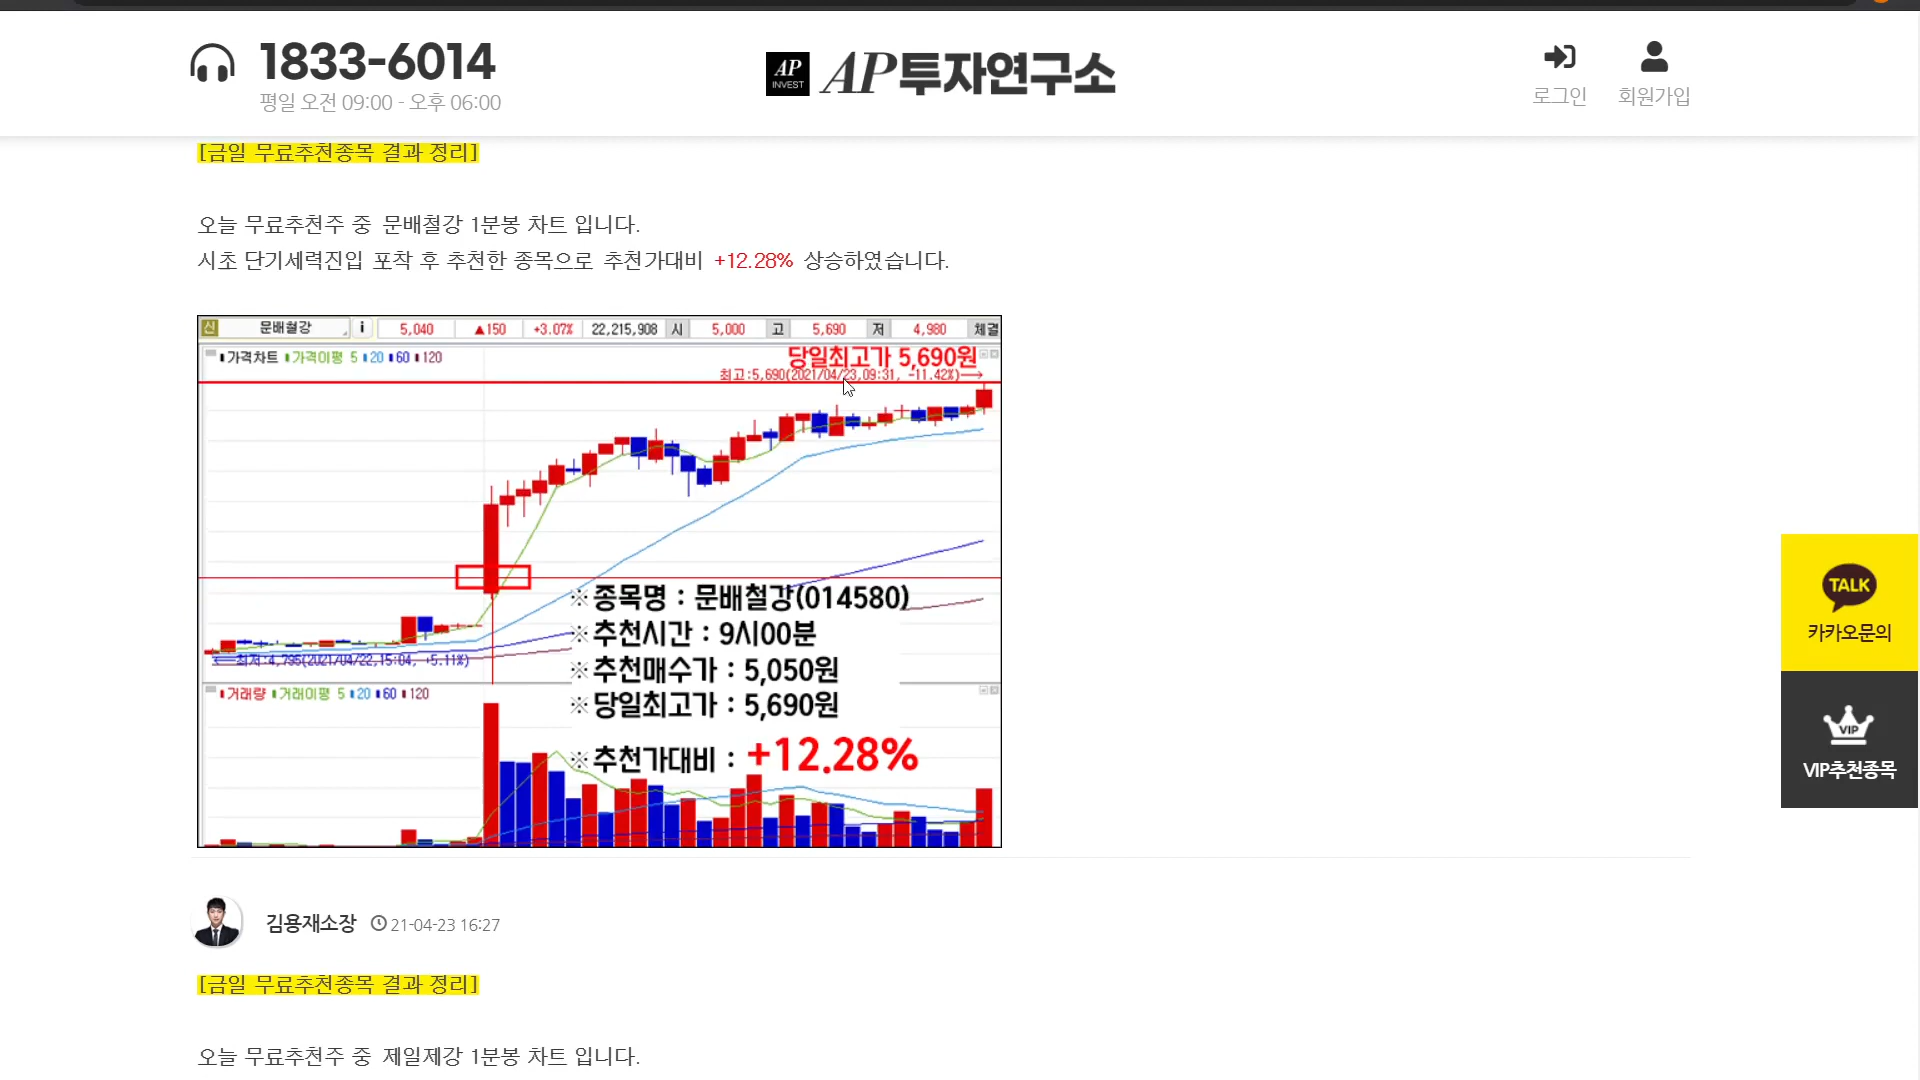 1833-6014
평일 오전 09:00 - 오후 06:00
AP
INVEST
AP투자연구소
로그인
회원가입
[금일 무료추천종목 결과 정리]
오늘 무료추천주 중 문배철강 1분봉 차트 입니다.
시초 단기세력진입 포착 후 추천한 종목으로 추천가대비 +12.28% 상승하였습니다.
신 문배철강 i 5,040 ▲150 +3.07% 22,215,908 시 5,000 고 5,690 저 4,980 체결
가격차트 가격이평 5 20 60 120
당일최고가 5,690원
최고:5,690(2021/04/23,09:31, -11.42%)→
※종목명 : 문배철강(014580)
※추천시간 : 9시00분
←최저:4,795(2021/04/22,15:04, +5.11%)
※추천매수가 : 5,050원
거래량 거래이평 5 20 60 120
※당일최고가 : 5,690원
※추천가대비 : +12.28%
TALK
카카오문의
VIP
VIP추천종목
김용재소장 21-04-23 16:27
[금일 무료추천종목 결과 정리]
오늘 무료추천주 중 제일제강 1분봉 차트 입니다.